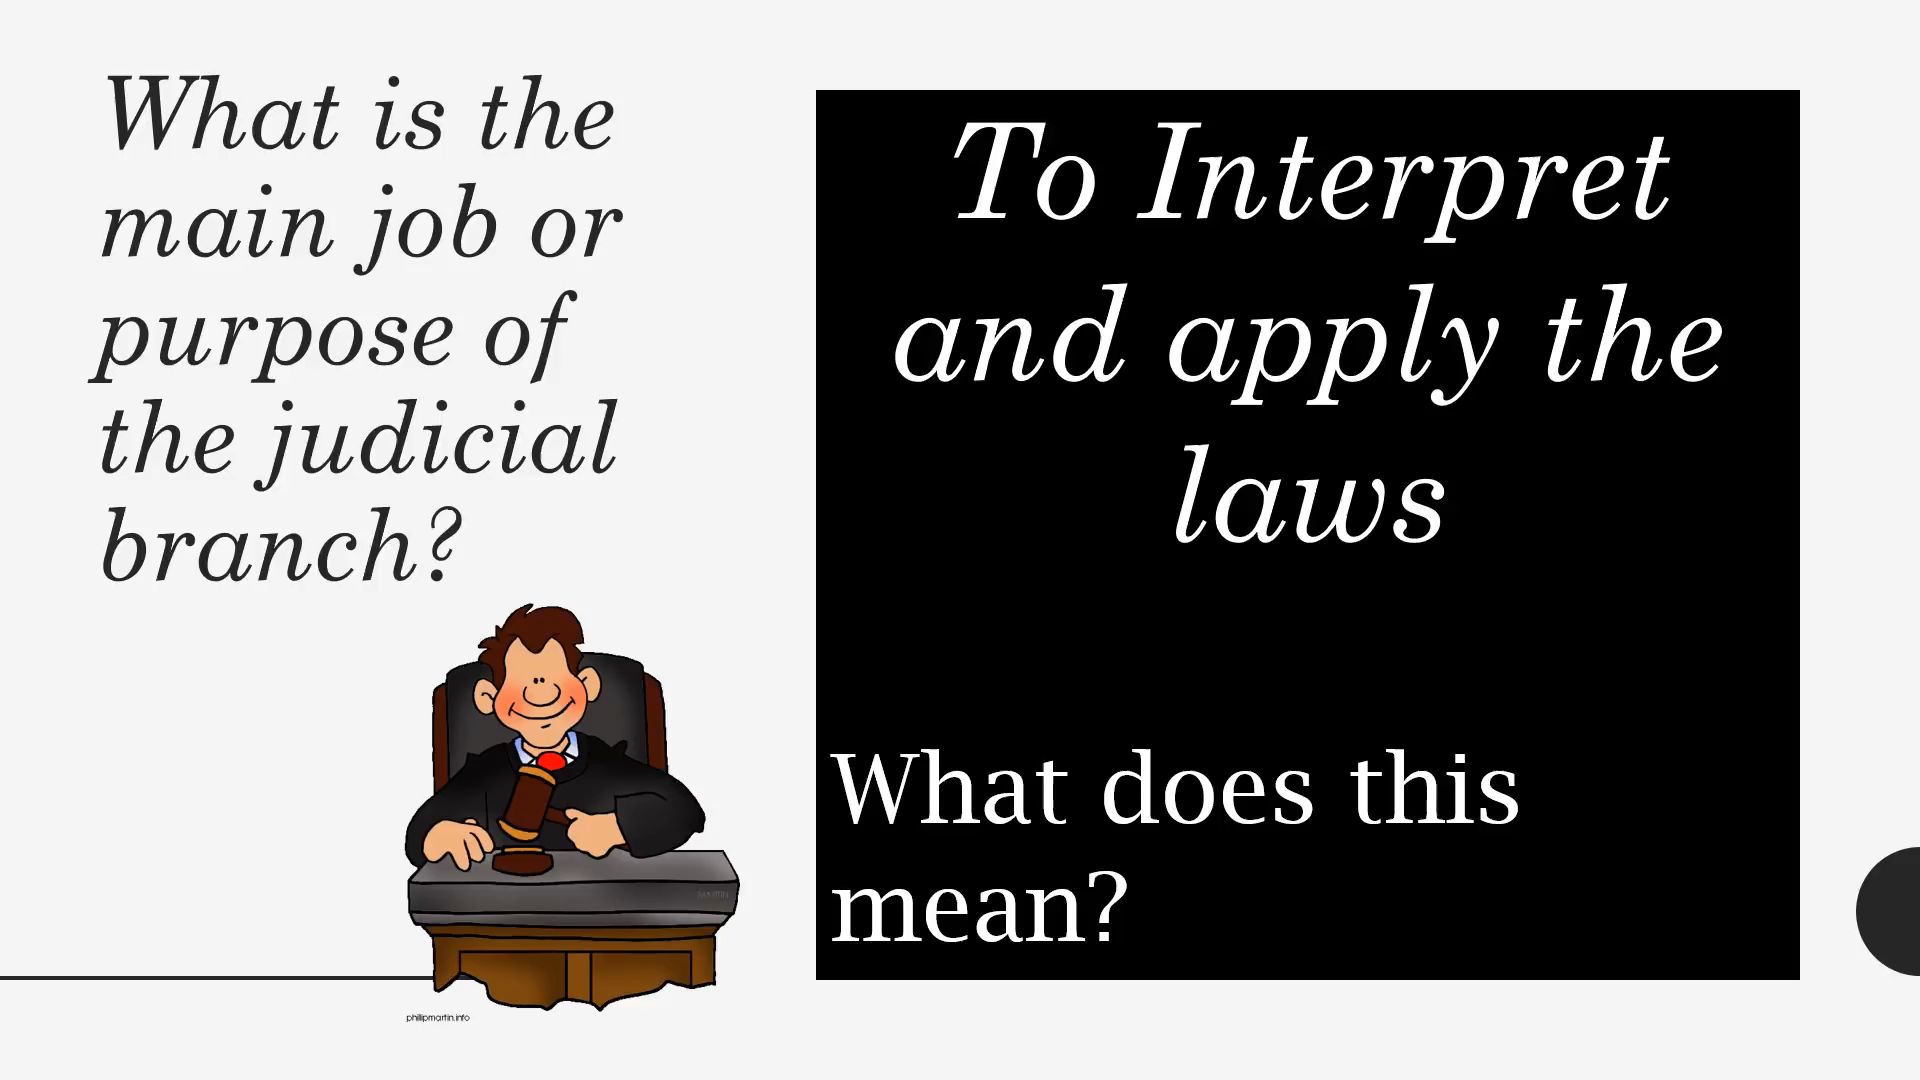 What is the
main job or
purpose of
the judicial
branch?
To Interpret
and apply the
laws
What does this
mean?
MARTIN
phillipmartin.info